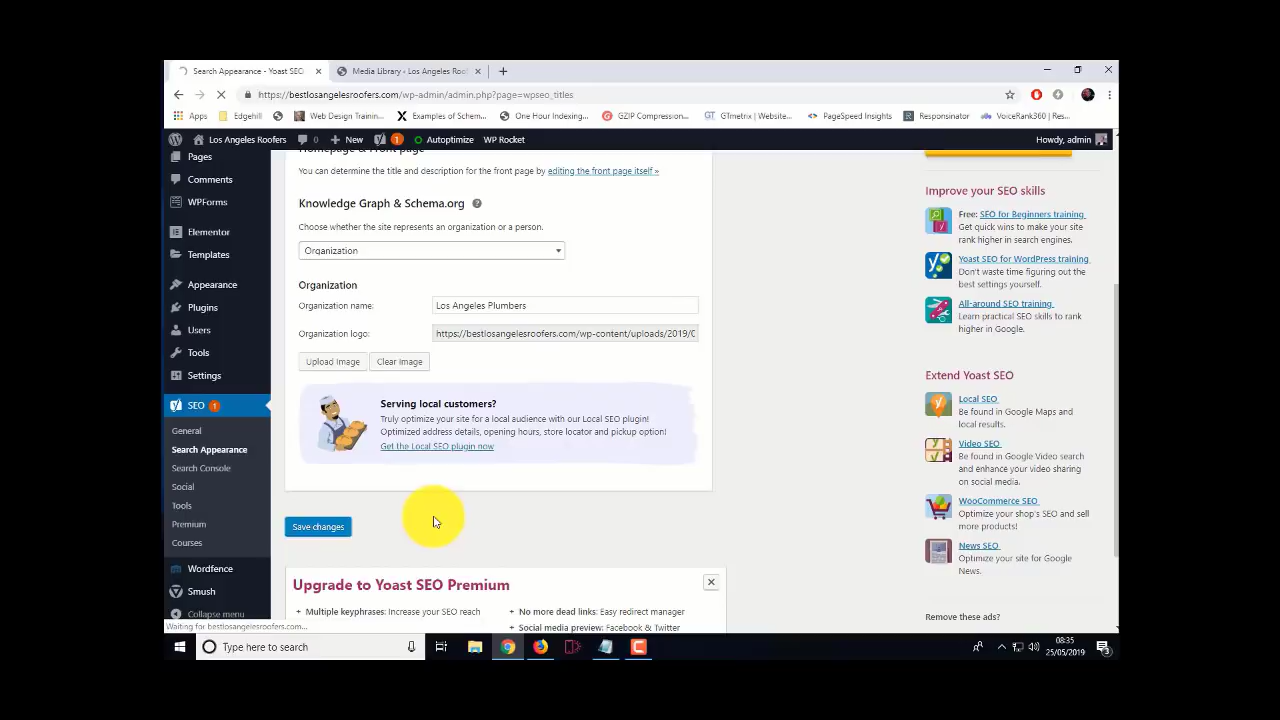 Search Appearance - Yoast SEO
Media Library ‹ Los Angeles Roof
https://bestlosangelesroofers.com/wp-admin/admin.php?page=wpseo_titles
Apps Edgehill Web Design Training... Examples of Schem... One Hour Indexing... GZIP Compression... GTmetrix | Website... PageSpeed Insights Responsinator VoiceRank360 | Res...
Los Angeles Roofers 0 New 1 Autoptimize WP Rocket Howdy, admin
Pages
Comments
WPForms
Elementor
Templates
Appearance
Plugins
Users
Tools
Settings
SEO 1
General
Search Appearance
Search Console
Social
Tools
Premium
Courses
Wordfence
Smush
Collapse menu
Waiting for bestlosangelesroofers.com...
Homepage & Front page
You can determine the title and description for the front page by editing the front page itself »
Knowledge Graph & Schema.org
Choose whether the site represents an organization or a person.
Organization
Organization
Organization name: Los Angeles Plumbers
Organization logo: https://bestlosangelesroofers.com/wp-content/uploads/2019/0
Upload Image Clear Image
Serving local customers?
Truly optimize your site for a local audience with our Local SEO plugin!
Optimized address details, opening hours, store locator and pickup option!
Get the Local SEO plugin now
Save changes
Upgrade to Yoast SEO Premium
+ Multiple keyphrases: Increase your SEO reach
+ No more dead links: Easy redirect manager
+ Social media preview: Facebook & Twitter
Improve your SEO skills
Free: SEO for Beginners training
Get quick wins to make your site
rank higher in search engines.
Yoast SEO for WordPress training
Don't waste time figuring out the
best settings yourself.
All-around SEO training
Learn practical SEO skills to rank
higher in Google.
Extend Yoast SEO
Local SEO
Be found in Google Maps and
local results.
Video SEO
Be found in Google Video search
and enhance your video sharing
on social media.
WooCommerce SEO
Optimize your shop's SEO and sell
more products.
News SEO
Optimize your site for Google
News.
Remove these ads?
Type here to search
08:35
25/05/2019
3